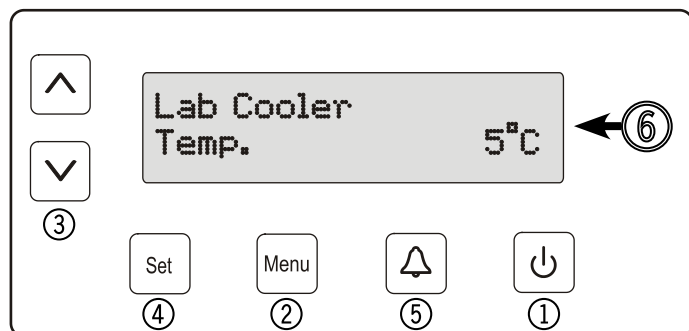 Lab Cooler
Temp. 5°C
⑥
③
Set Menu
④ ② ⑤ ①